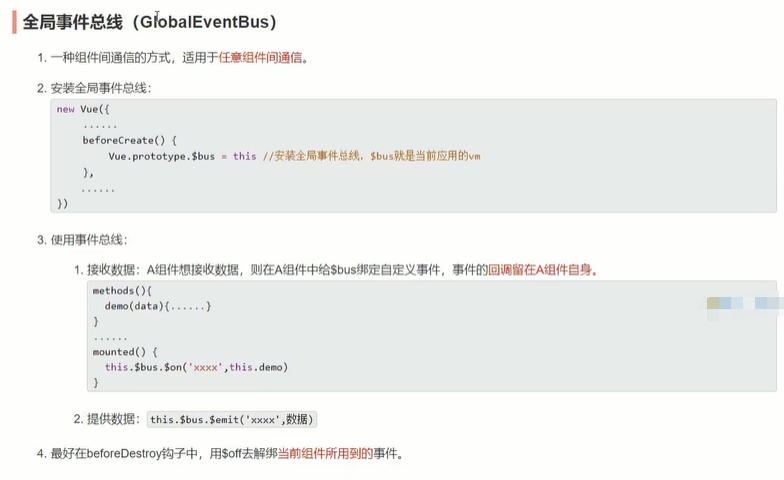 全局事件总线（GlobalEventBus）
1. 一种组件间通信的方式，适用于任意组件间通信。
2. 安装全局事件总线：
new Vue({
......
beforeCreate() {
Vue.prototype.$bus = this //安装全局事件总线，$bus就是当前应用的vm
},
......
})
3. 使用事件总线：
1. 接收数据：A组件想接收数据，则在A组件中给$bus绑定自定义事件，事件的回调留在A组件自身。
methods(){
demo(data){......}
}
......
mounted() {
this.$bus.$on('xxxx',this.demo)
}
2. 提供数据：this.$bus.$emit('xxxx',数据)
4. 最好在beforeDestroy钩子中，用$off去解绑当前组件所用到的事件。